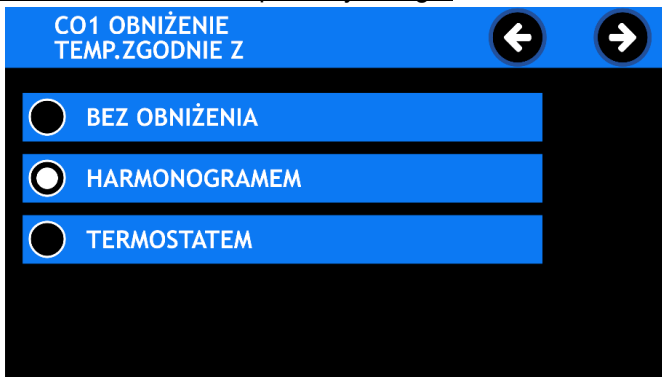 CO1 OBNIŻENIE
TEMP.ZGODNIE Z
BEZ OBNIŻENIA
HARMONOGRAMEM
TERMOSTATEM